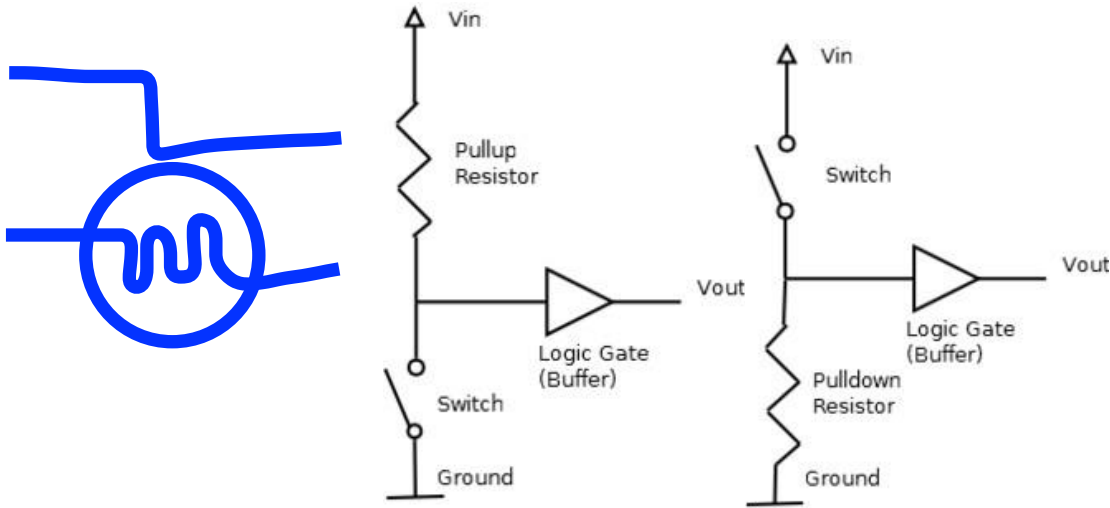 Vin
Pullup
Resistor
Vout
Logic Gate
(Buffer)
Switch
Ground
Vin
Switch
Vout
Logic Gate
(Buffer)
Pulldown
Resistor
Ground